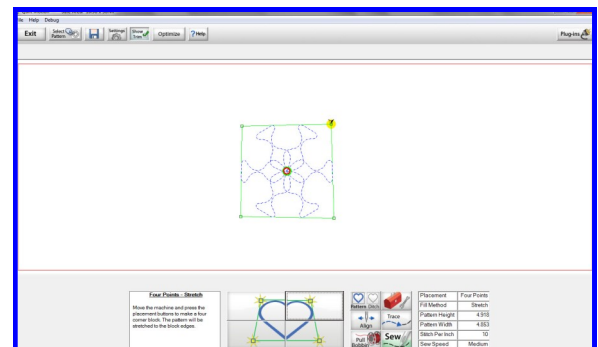 Help Debug
Exit
Select
Pattern
Settings
Show
Trace
Optimize
?Help
Plug-ins
Four Points - Stretch
Move the machine and press the
placement buttons to make a four
corner block. The pattern will be
stretched to the block edges.
Pattern Ditch
Align
Trace
Pull
Bobbin
Sew
Placement Four Points
Fill Method Stretch
Pattern Height 4.918
Pattern Width 4.853
Stitch Per Inch 10
Sew Speed Medium